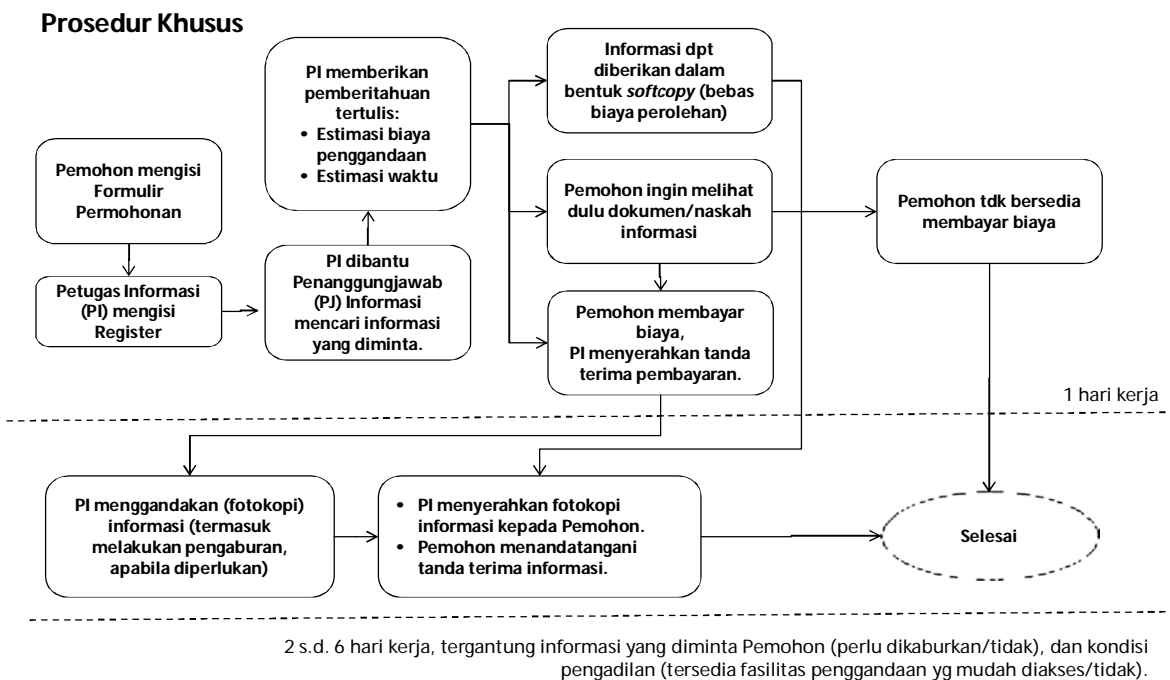 Prosedur Khusus
Pemohon mengisi
Formulir
Permohonan
Petugas Informasi
(PI) mengisi
Register
PI dibantu
Penanggungjawab
(PJ) Informasi
mencari informasi
yang diminta.
PI memberikan
pemberitahuan
tertulis:
• Estimasi biaya
penggandaan
• Estimasi waktu
Informasi dpt
diberikan dalam
bentuk softcopy (bebas
biaya perolehan)
Pemohon ingin melihat
dulu dokumen/naskah
informasi
Pemohon membayar
biaya,
PI menyerahkan tanda
terima pembayaran.
Pemohon tdk bersedia
membayar biaya
1 hari kerja
PI menggandakan (fotokopi)
informasi (termasuk
melakukan pengaburan,
apabila diperlukan)
• PI menyerahkan fotokopi
informasi kepada Pemohon.
• Pemohon menandatangani
tanda terima informasi.
Selesai
2 s.d. 6 hari kerja, tergantung informasi yang diminta Pemohon (perlu dikaburkan/tidak), dan kondisi
pengadilan (tersedia fasilitas penggandaan yg mudah diakses/tidak).